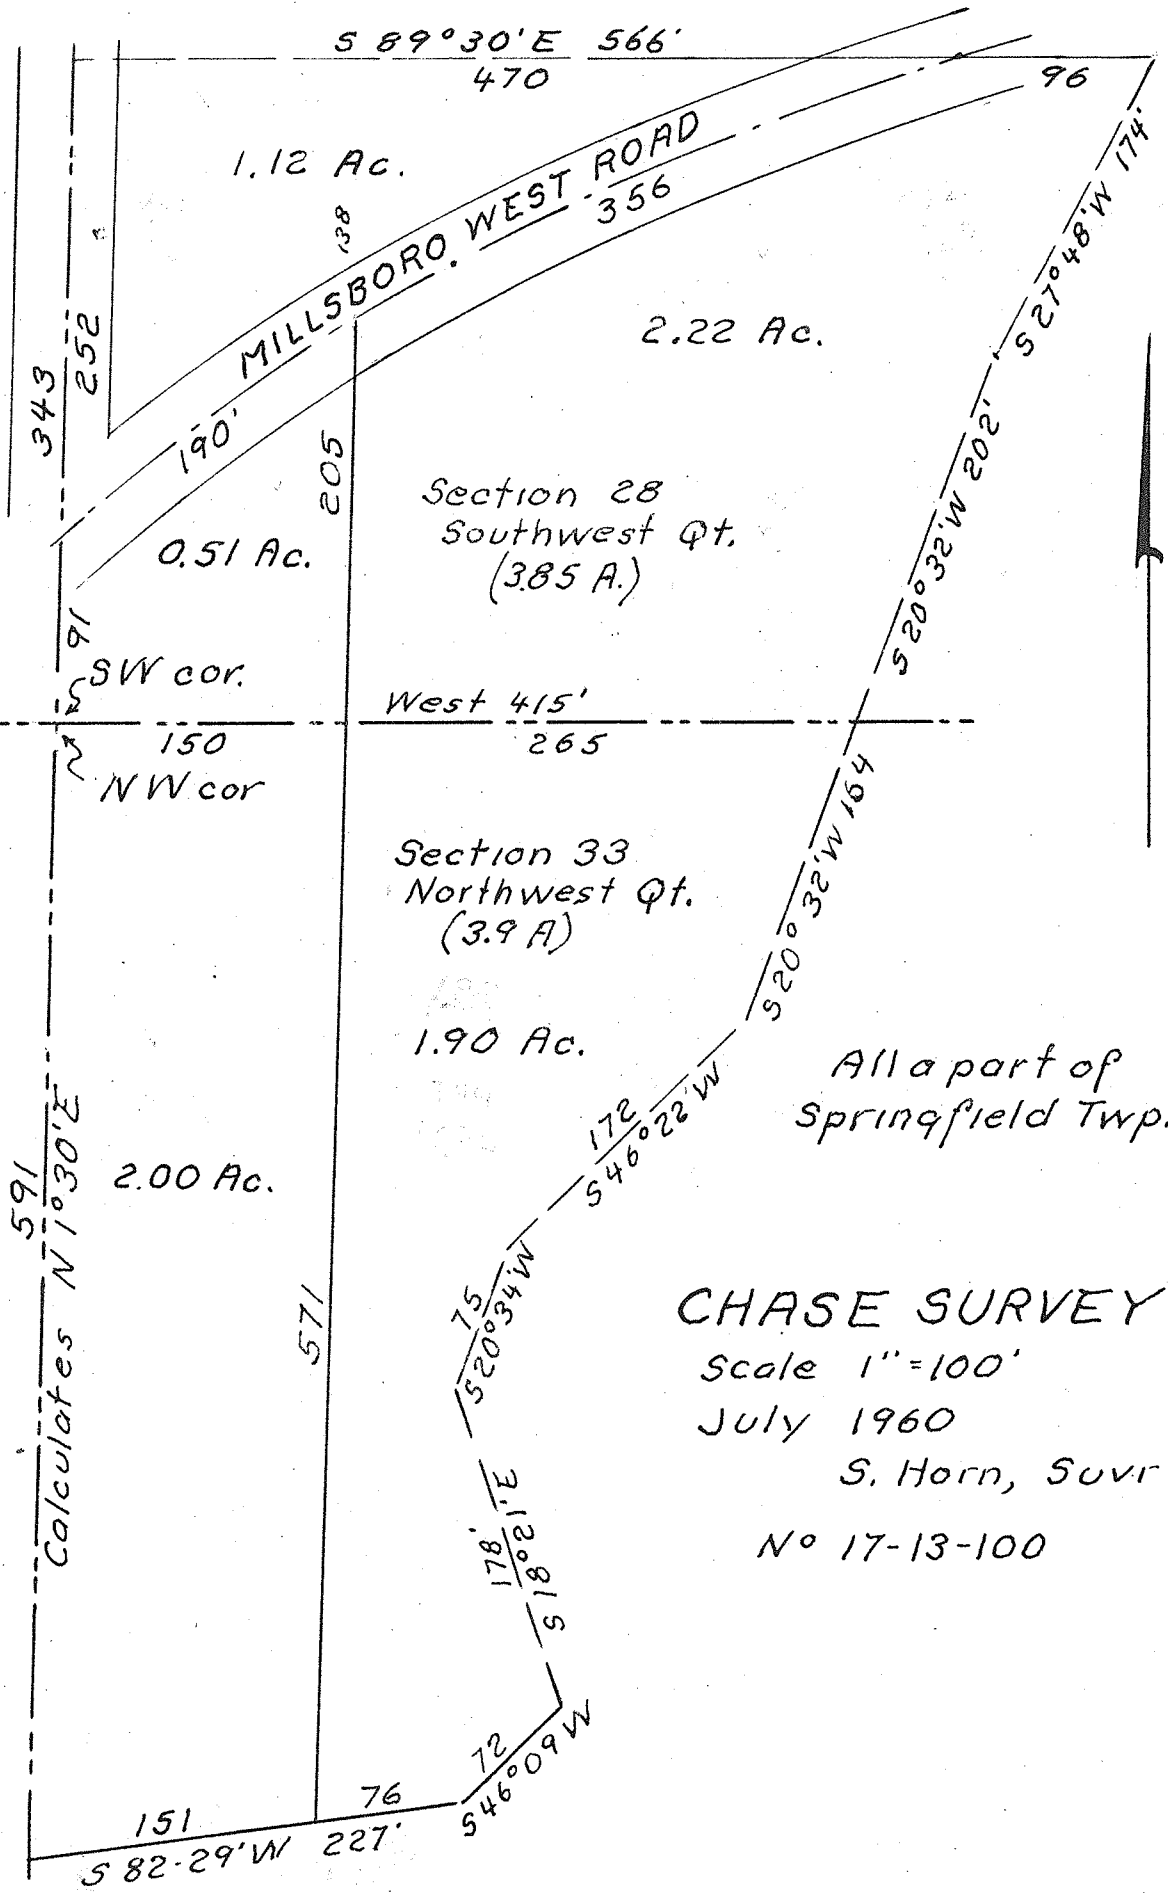 S 89°30'E 566'
470
96
1.12 Ac.
138
MILLSBORO WEST ROAD
356
S 27°48'W 174'
252
343
2.22 Ac.
190'
205
Section 28
Southwest Qt.
(3.85 A.)
S 20°32'W 202'
0.51 Ac.
91
SW cor.
West 415'
150
265
NW cor
S 20°32'W 164
Section 33
Northwest Qt.
(3.9 A)
1.90 Ac.
All a part of
Springfield Twp.
172
S 46°22'W
591
Calculates N 1°30'E
2.00 Ac.
571
75
S 20°34'W
CHASE SURVEY
Scale 1"=100'
July 1960
S. Horn, Suvr
No 17-13-100
178'
S 18°21'E
72
S 46°09 W
76
151
S 82-29'W 227'